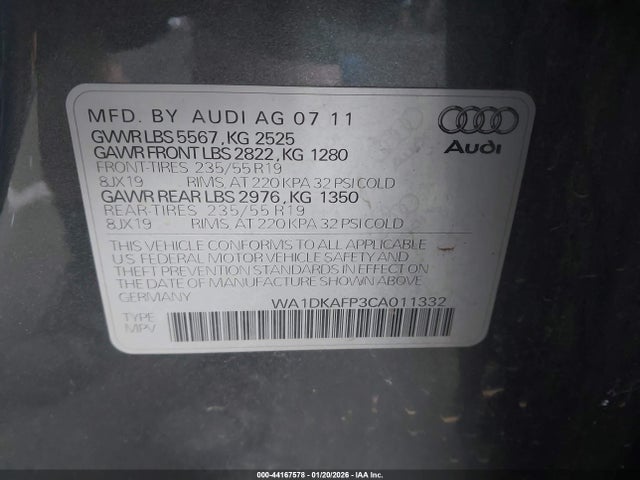 MFD. BY AUDI AG 07 11
GVWR LBS 5567, KG 2525
GAWR FRONT LBS 2822, KG 1280
FRONT-TIRES 235/55 R19
8JX19 RIMS, AT 220 KPA 32 PSI COLD
GAWR REAR LBS 2976, KG 1350
REAR-TIRES 235/55 R19
8JX19 RIMS, AT 220 KPA 32 PSI COLD
THIS VEHICLE CONFORMS TO ALL APPLICABLE
U.S. FEDERAL MOTOR VEHICLE SAFETY AND
THEFT PREVENTION STANDARDS IN EFFECT ON
THE DATE OF MANUFACTURE SHOWN ABOVE
GERMANY WA1DKAFP3CA011332
TYPE
MPV
Audi
000-44167578 — 01/20/2026 — IAA Inc.